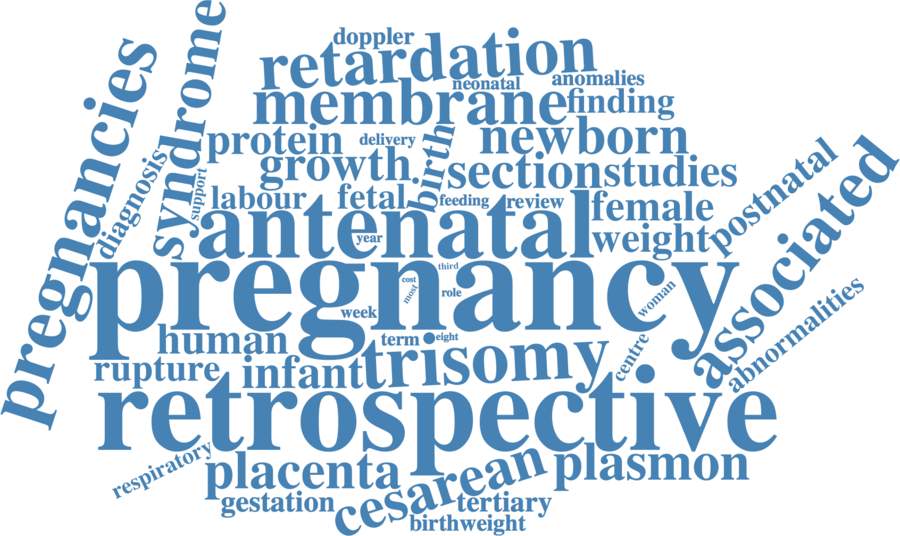 doppler
retardation
neonatal
anomalies
pregnancies
syndrome
membrane
finding
protein
delivery
birth
newborn
diagnosis
support
growth
sectionstudies
labour
fetal
feeding
review
female
postnatal
associated
antenatal
year
weight
pregnancy
third
cost
most
role
woman
week
abnormalities
human
term
eight
centre
rupture
infant
trisomy
retrospective
respiratory
placenta
cesarean
plasmon
gestation
tertiary
birthweight